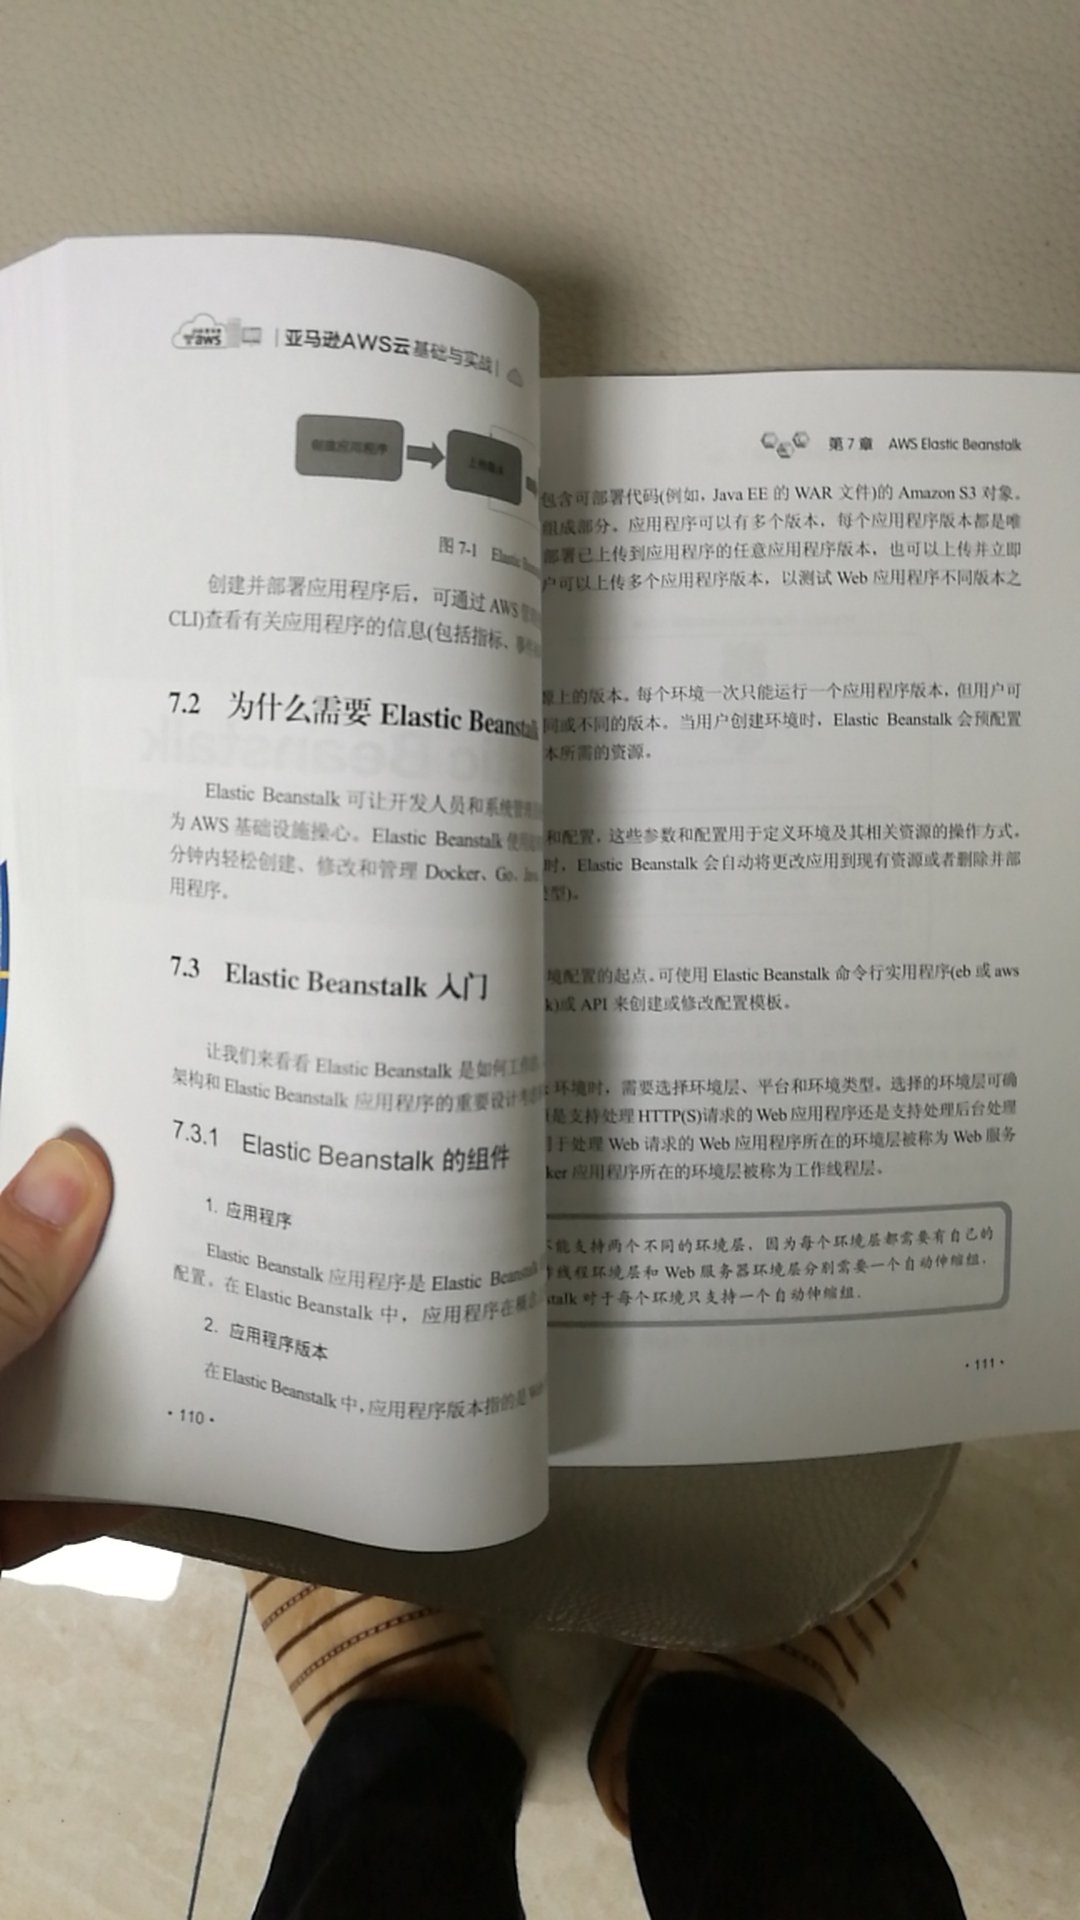 aws
亚马逊AWS云 基础与实战
创建应用程序
上传版本
图 7-1 Elastic
创建并部署应用程序后，可通过 AWS
CLI)查看有关应用程序的信息(包括指标、事件
7.2 为什么需要 Elastic Beanstalk
Elastic Beanstalk 可让开发人员和系统管理
为 AWS 基础设施操心。Elastic Beanstalk 使用
分钟内轻松创建、修改和管理 Docker、Go、Java
用程序。
7.3 Elastic Beanstalk 入门
让我们来看看 Elastic Beanstalk 是如何工作
架构和 Elastic Beanstalk 应用程序的重要设计考虑
7.3.1 Elastic Beanstalk 的组件
1. 应用程序
Elastic Beanstalk 应用程序是 Elastic Beanstalk
配置。在 Elastic Beanstalk 中，应用程序在概念
2. 应用程序版本
在 Elastic Beanstalk 中，应用程序版本指的是
·110·
第 7 章 AWS Elastic Beanstalk
包含可部署代码(例如，Java EE 的 WAR 文件)的 Amazon S3 对象。
组成部分。应用程序可以有多个版本，每个应用程序版本都是唯
部署已上传到应用程序的任意应用程序版本，也可以上传并立即
户可以上传多个应用程序版本，以测试 Web 应用程序不同版本之
源上的版本。每个环境一次只能运行一个应用程序版本，但用户可
同或不同的版本。当用户创建环境时，Elastic Beanstalk 会预配置
本所需的资源。
和配置，这些参数和配置用于定义环境及其相关资源的操作方式。
时，Elastic Beanstalk 会自动将更改应用到现有资源或者删除并部
型)。
境配置的起点。可使用 Elastic Beanstalk 命令行实用程序(eb 或 aws
k)或 API 来创建或修改配置模板。
环境时，需要选择环境层、平台和环境类型。选择的环境层可确
是支持处理 HTTP(S)请求的 Web 应用程序还是支持处理后台处理
用于处理 Web 请求的 Web 应用程序所在的环境层被称为 Web 服务
ker 应用程序所在的环境层被称为工作线程层。
不能支持两个不同的环境层，因为每个环境层都需要有自己的
作线程环境层和 Web 服务器环境层分别需要一个自动伸缩组，
stalk 对于每个环境只支持一个自动伸缩组.
·111·